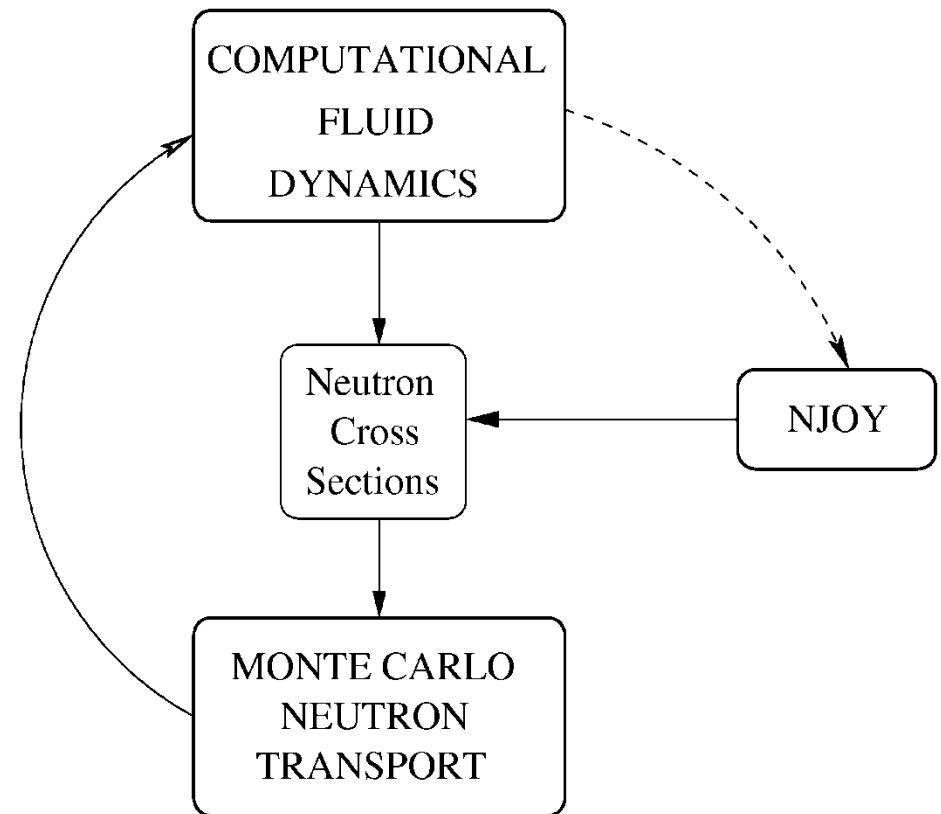 COMPUTATIONAL
FLUID
DYNAMICS
Neutron
Cross
Sections
NJOY
MONTE CARLO
NEUTRON
TRANSPORT